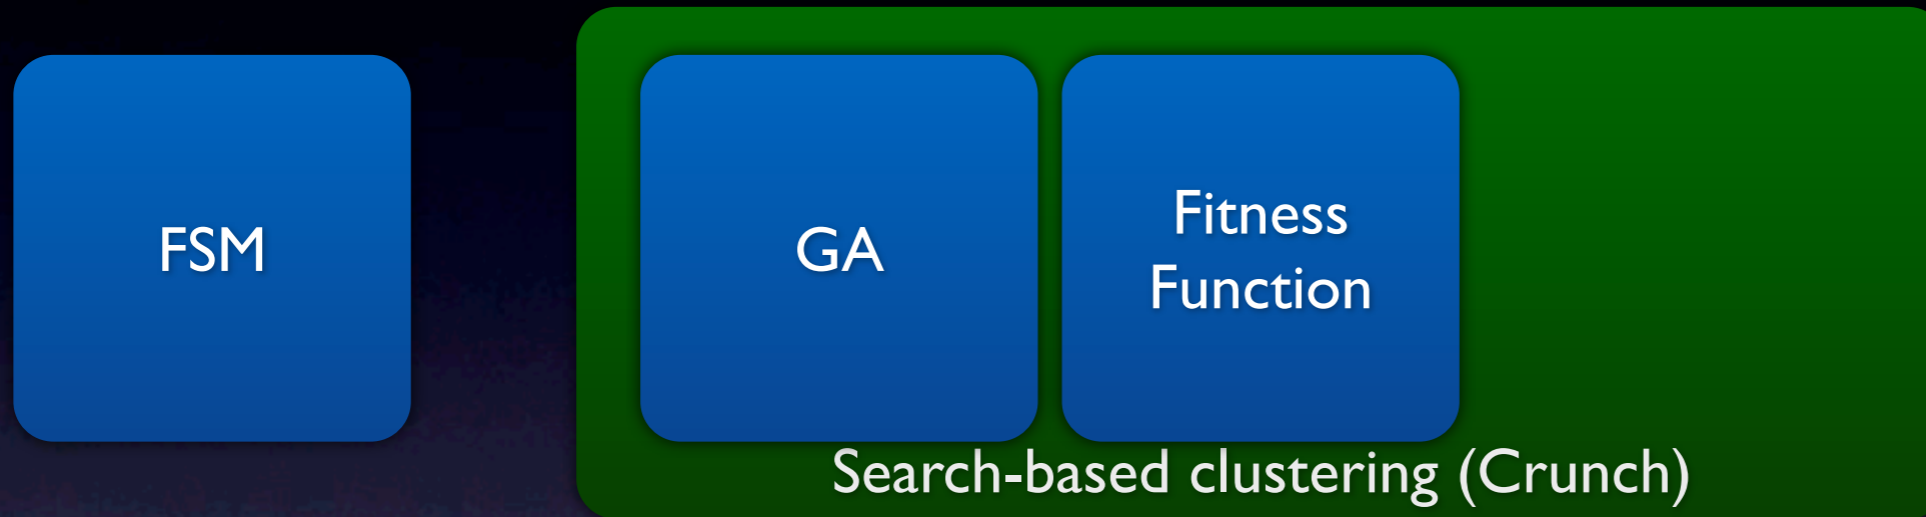 FSM
GA
Fitness
Function
Search-based clustering (Crunch)